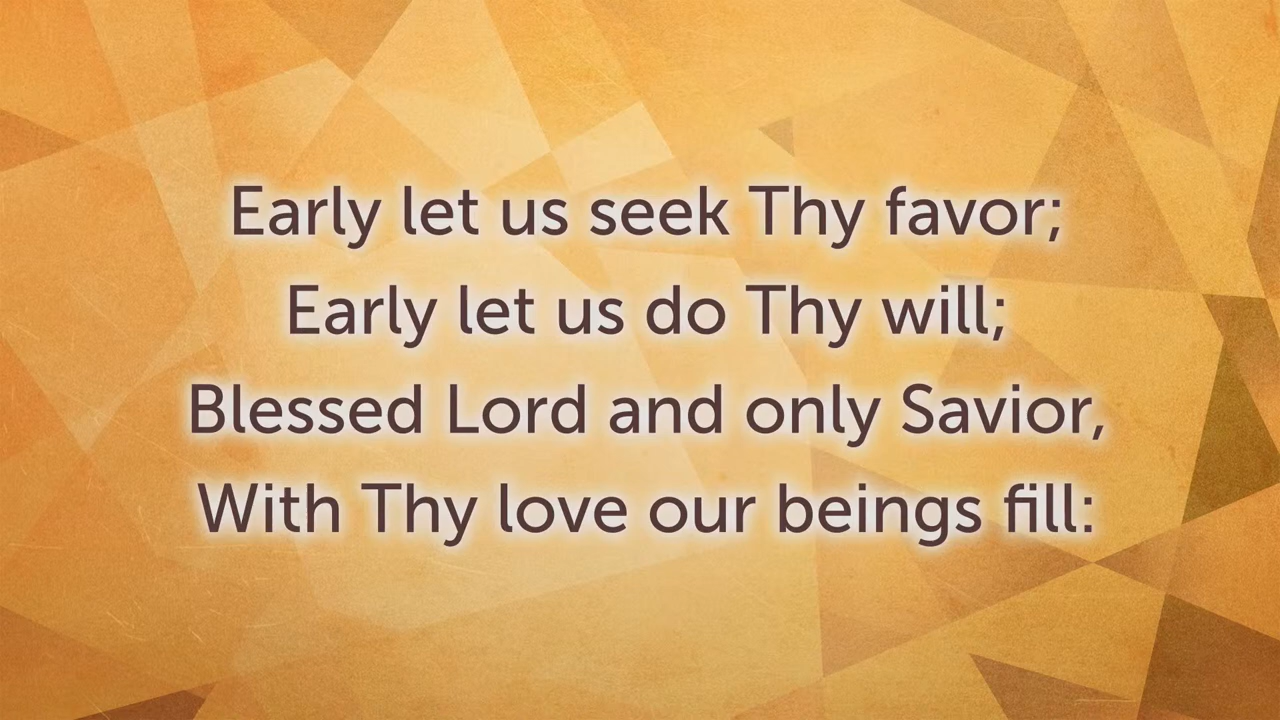 Early let us seek Thy favor;
Early let us do Thy will;
Blessed Lord and only Savior,
With Thy love our beings fill: